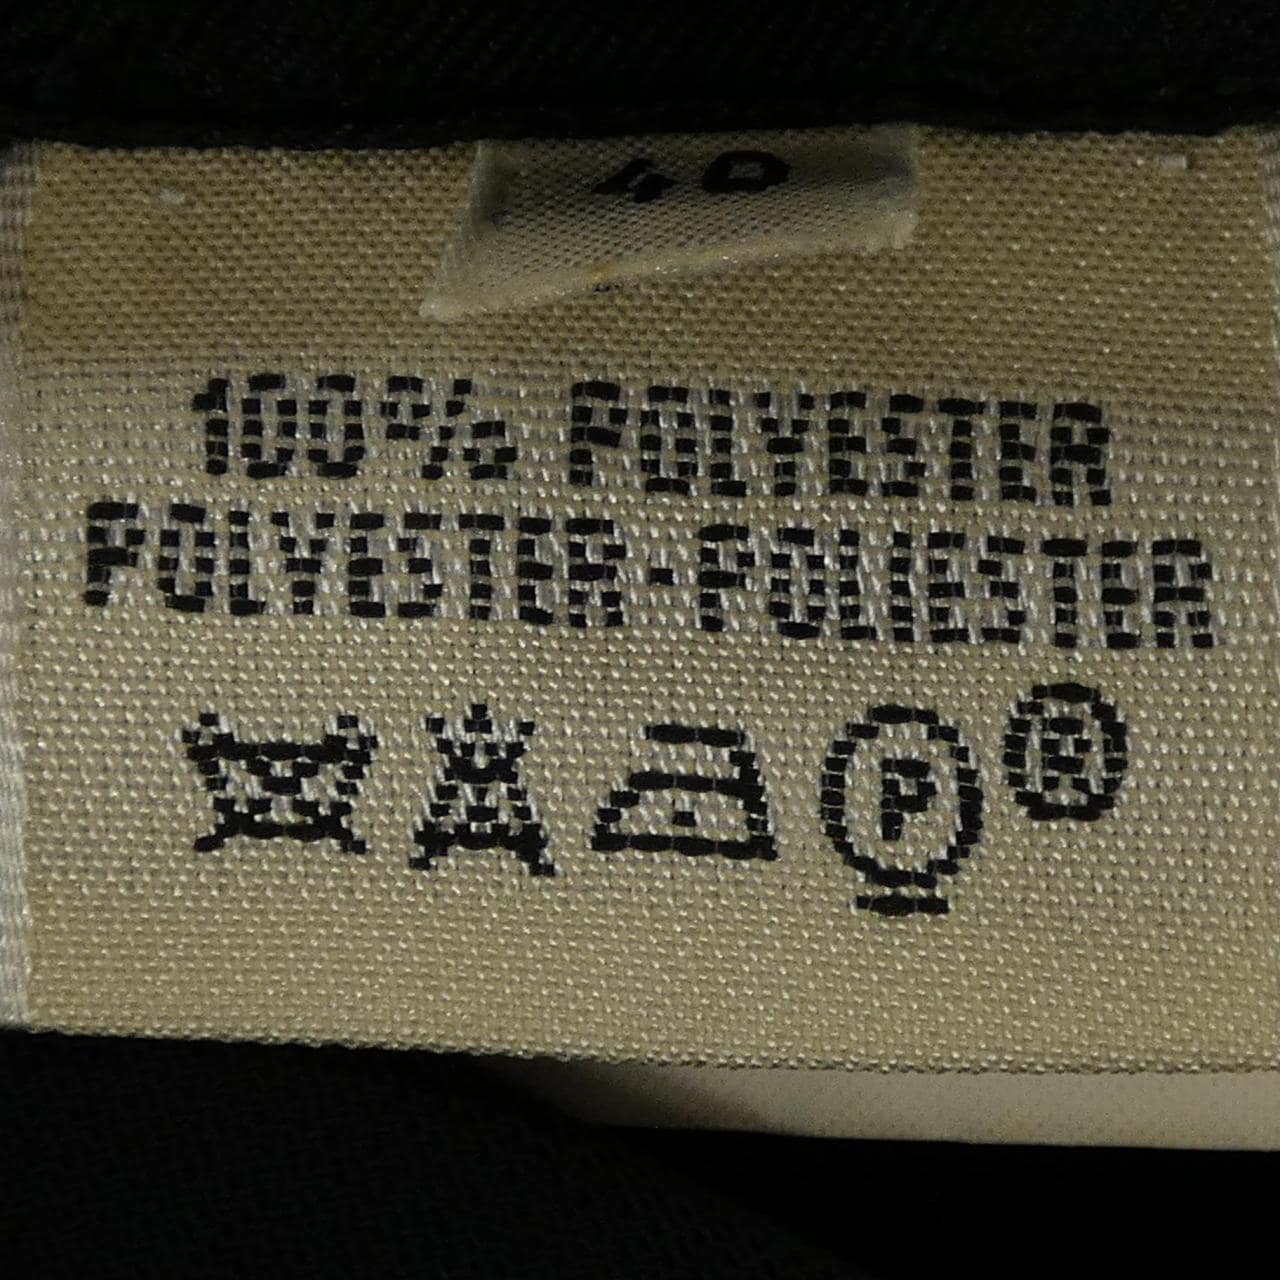 40
100% POLYESTER
POLYESTER-POLIESTER
P ®